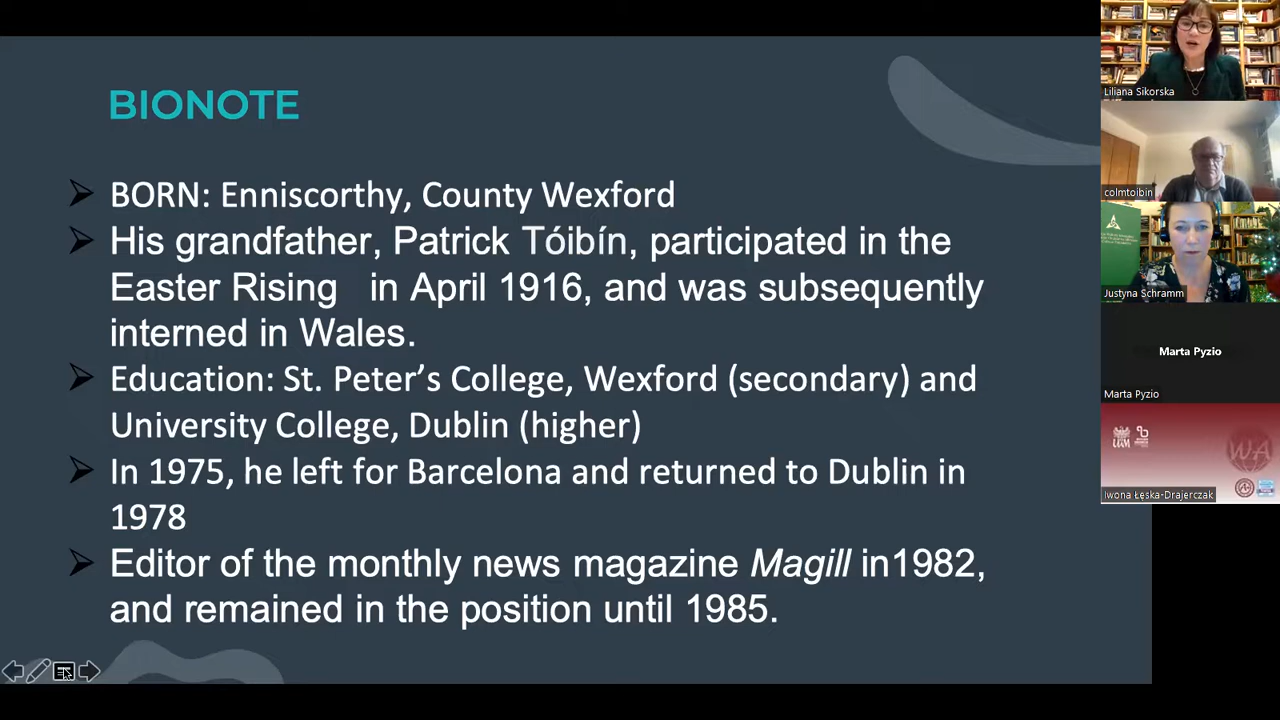 BIONOTE
BORN: Enniscorthy, County Wexford
His grandfather, Patrick Tóibín, participated in the
Easter Rising in April 1916, and was subsequently
interned in Wales.
Education: St. Peter’s College, Wexford (secondary) and
University College, Dublin (higher)
In 1975, he left for Barcelona and returned to Dublin in
1978
Editor of the monthly news magazine Magill in1982,
and remained in the position until 1985.
Liliana Sikorska
colmtoibin
Justyna Schramm
Marta Pyzio
Marta Pyzio
UAM
WA
Iwona Łęska-Drajerczak